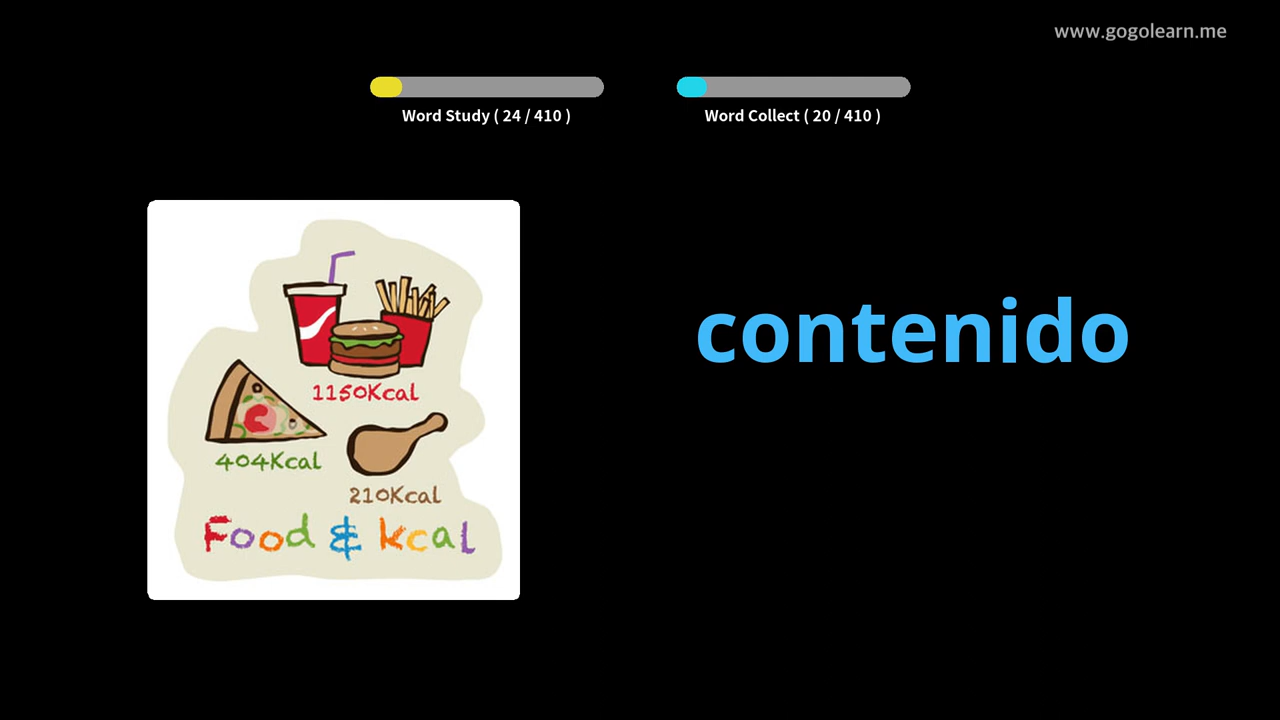 www.gogolearn.me
Word Study ( 24 / 410 )
Word Collect ( 20 / 410 )
1150Kcal
404Kcal
210Kcal
Food & kcal
contenido